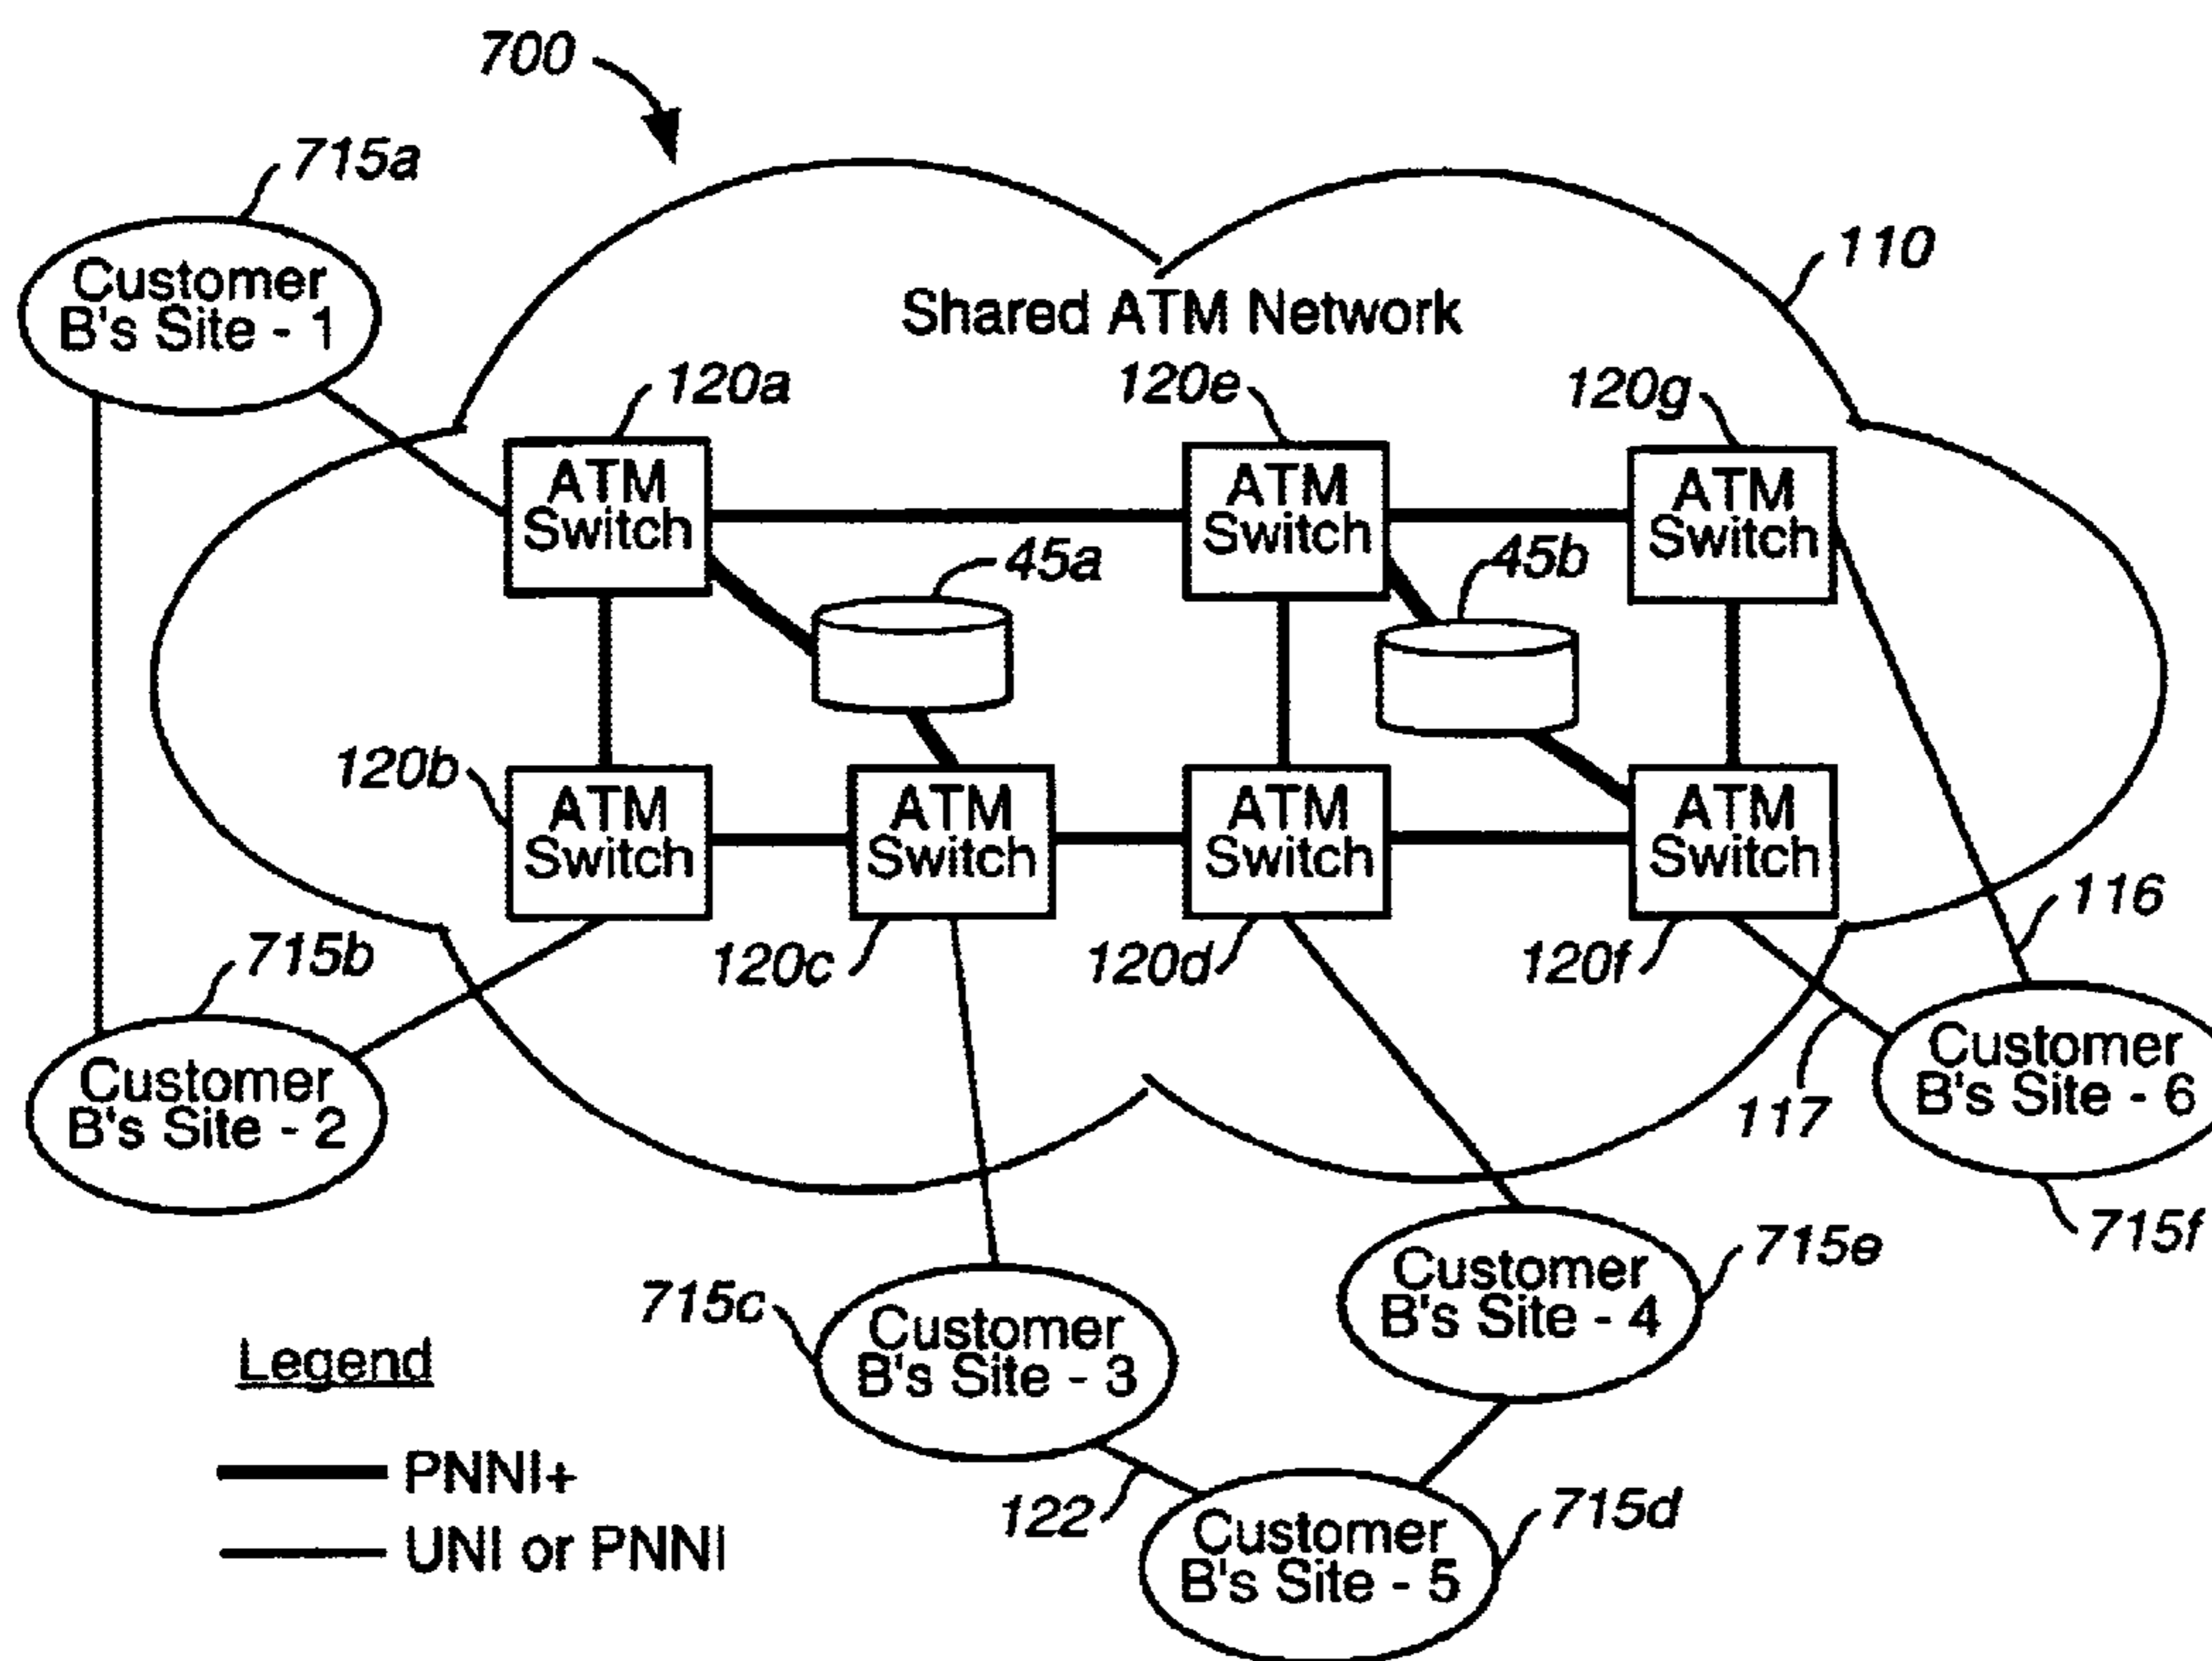 700
715a
Customer
B's Site - 1
110
Shared ATM Network
120a
120e
120g
ATM
Switch
ATM
Switch
ATM
Switch
45a
45b
120b
ATM
Switch
ATM
Switch
ATM
Switch
ATM
Switch
116
715b
120c
120d
120f
Customer
B's Site - 2
Customer
B's Site - 6
117
715f
715c
Customer
B's Site - 3
Customer
B's Site - 4
715e
Legend
PNNI+
UNI or PNNI
122
Customer
B's Site - 5
715d